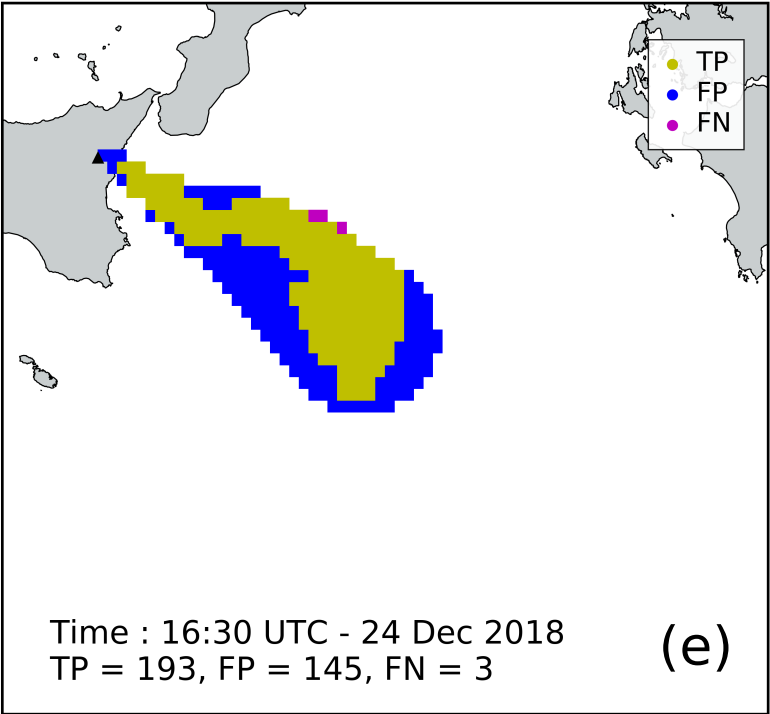 TP
FP
FN
Time : 16:30 UTC - 24 Dec 2018
TP = 193, FP = 145, FN = 3
(e)